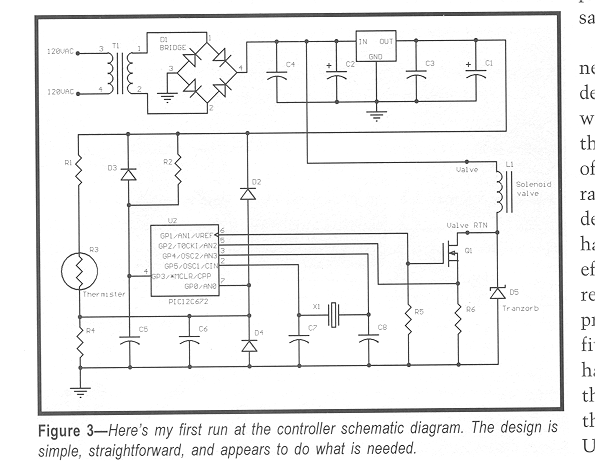 120VAC
120VAC
T1
3
4
1
2
D1
BRIDGE
1
3
4
2
C4
C2
+
IN OUT
GND
C3
C1
+
R1
D3
R2
D2
Valve
L1
Solenoid
valve
U2
GP1/AN1/VREF
GP2/T0CKI/AN2
GP4/OSC2/AN3
GP5/OSC1/CIN
GP3/*MCLR/CPP
GP0/AN0
PIC12C672
6
5
3
2
4
7
Valve RTN
Q1
R3
Thermister
R4
C5
C6
D4
X1
C7
C8
R5
R6
D5
Tranzorb
Figure 3—Here's my first run at the controller schematic diagram. The design is
simple, straightforward, and appears to do what is needed.
sa
ne
de
w
th
of
ra
de
ha
ef
re
pr
fit
ha
th
th
U